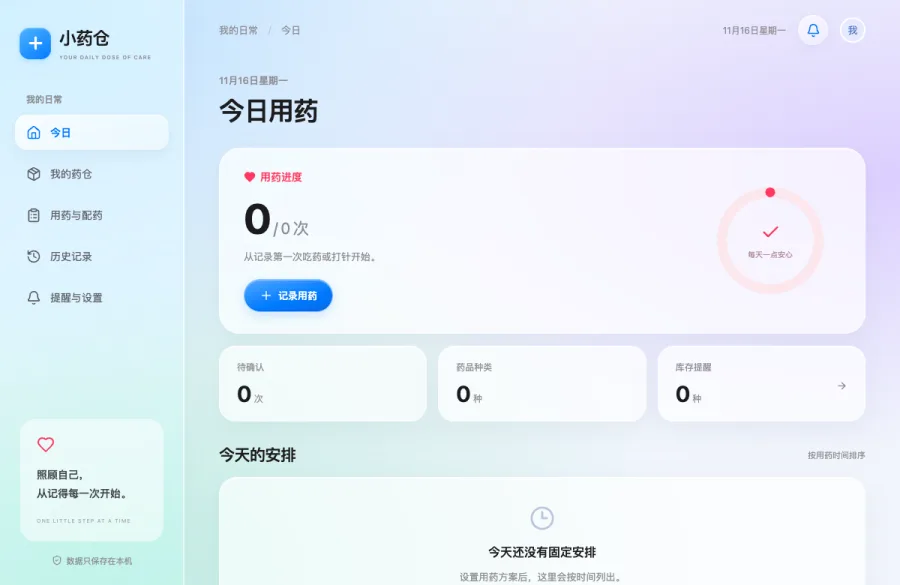 小药仓
YOUR DAILY DOSE OF CARE
我的日常
今日
我的药仓
用药与配药
历史记录
提醒与设置
照顾自己，
从记得每一次开始。
ONE LITTLE STEP AT A TIME
数据只保存在本机
我的日常 / 今日
11月16日星期一
我
11月16日星期一
今日用药
用药进度
0 / 0 次
从记录第一次吃药或打针开始。
+ 记录用药
每天一点安心
待确认
0 次
药品种类
0 种
库存提醒
0 种
今天的安排
按用药时间排序
今天还没有固定安排
设置用药方案后，这里会按时间列出。